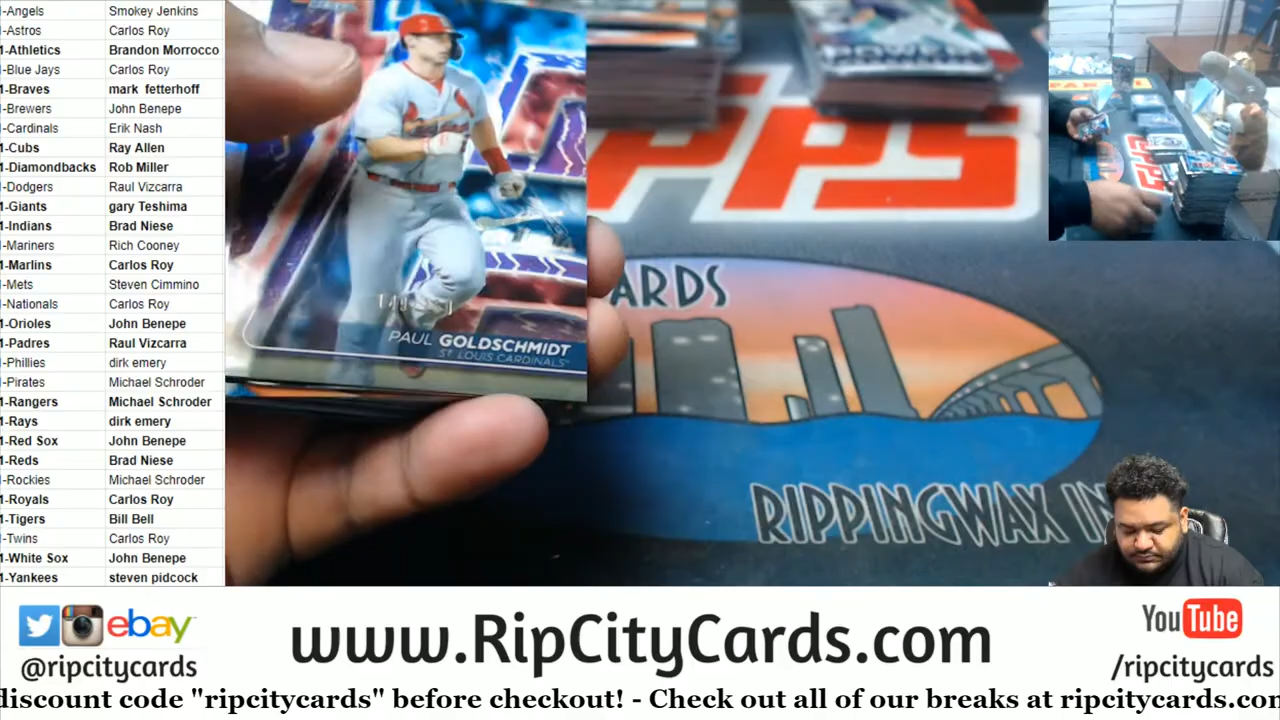 1-Angels Smokey Jenkins
-Astros Carlos Roy
1-Athletics Brandon Morrocco
-Blue Jays Carlos Roy
1-Braves mark fetterhoff
-Brewers John Benepe
-Cardinals Erik Nash
1-Cubs Ray Allen
1-Diamondbacks Rob Miller
-Dodgers Raul Vizcarra
1-Giants gary Teshima
1-Indians Brad Niese
-Mariners Rich Cooney
1-Marlins Carlos Roy
-Mets Steven Cimmino
-Nationals Carlos Roy
1-Orioles John Benepe
1-Padres Raul Vizcarra
-Phillies dirk emery
-Pirates Michael Schroder
1-Rangers Michael Schroder
1-Rays dirk emery
1-Red Sox John Benepe
1-Reds Brad Niese
-Rockies Michael Schroder
1-Royals Carlos Roy
1-Tigers Bill Bell
-Twins Carlos Roy
1-White Sox John Benepe
1-Yankees steven pidcock
PAUL GOLDSCHMIDT
ST. LOUIS CARDINALS
POWER
PPS
ARDS
RIPPINGWAX IN
ebay
@ripcitycards
www.RipCityCards.com
YouTube
/ripcitycards
discount code "ripcitycards" before checkout! - Check out all of our breaks at ripcitycards.com